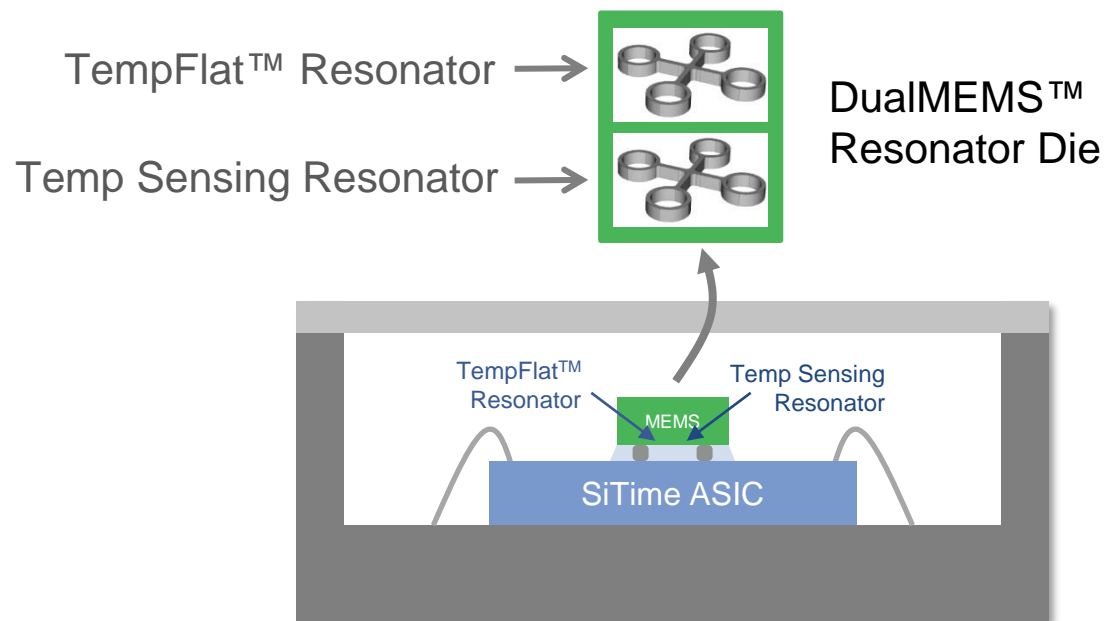 TempFlat™ Resonator
Temp Sensing Resonator
DualMEMS™
Resonator Die
TempFlat™
Resonator
Temp Sensing
Resonator
MEMS
SiTime ASIC